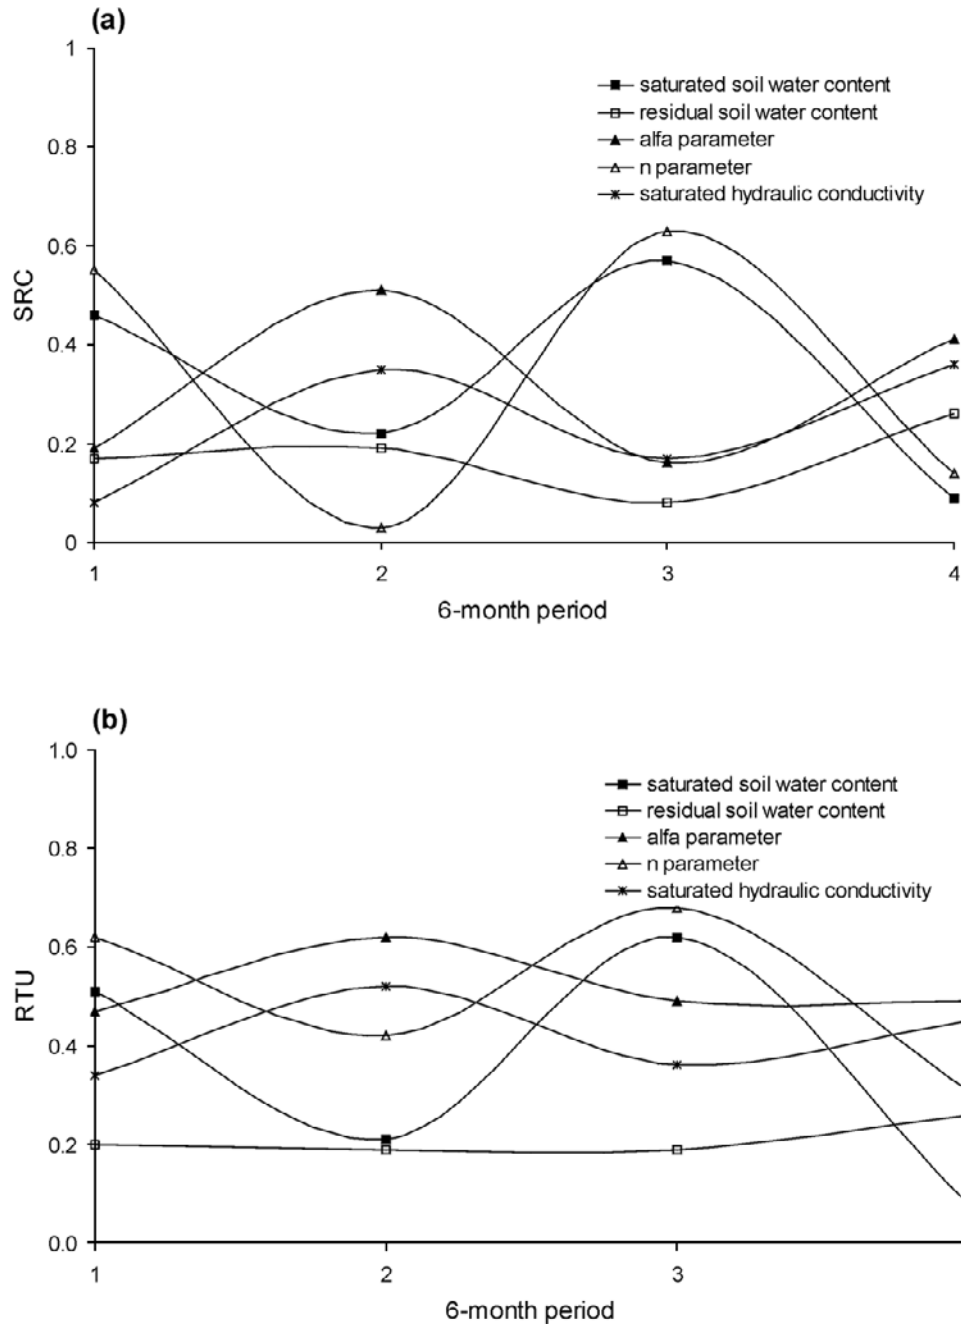 (a)
1
saturated soil water content
residual soil water content
0.8
alfa parameter
n parameter
saturated hydraulic conductivity
0.6
SRC
0.4
0.2
0
1 2 3 4
6-month period
(b)
1.0
saturated soil water content
residual soil water content
alfa parameter
0.8
n parameter
saturated hydraulic conductivity
0.6
RTU
0.4
0.2
0.0
1 2 3
6-month period